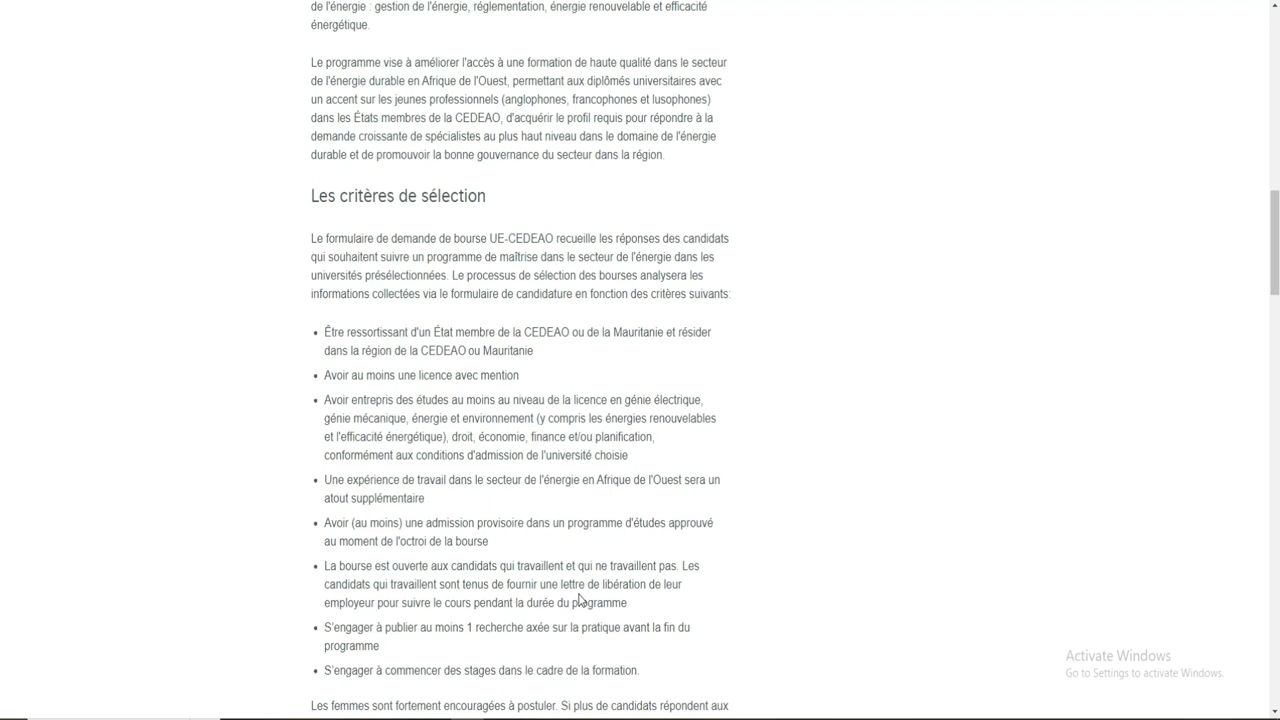 de l'énergie : gestion de l'énergie, réglementation, énergie renouvelable et efficacité
énergétique.
Le programme vise à améliorer l'accès à une formation de haute qualité dans le secteur
de l'énergie durable en Afrique de l'Ouest, permettant aux diplômés universitaires avec
un accent sur les jeunes professionnels (anglophones, francophones et lusophones)
dans les États membres de la CEDEAO, d'acquérir le profil requis pour répondre à la
demande croissante de spécialistes au plus haut niveau dans le domaine de l'énergie
durable et de promouvoir la bonne gouvernance du secteur dans la région.
Les critères de sélection
Le formulaire de demande de bourse UE-CEDEAO recueille les réponses des candidats
qui souhaitent suivre un programme de maîtrise dans le secteur de l'énergie dans les
universités présélectionnées. Le processus de sélection des bourses analysera les
informations collectées via le formulaire de candidature en fonction des critères suivants:
• Être ressortissant d'un État membre de la CEDEAO ou de la Mauritanie et résider
dans la région de la CEDEAO ou Mauritanie
• Avoir au moins une licence avec mention
• Avoir entrepris des études au moins au niveau de la licence en génie électrique,
génie mécanique, énergie et environnement (y compris les énergies renouvelables
et l'efficacité énergétique), droit, économie, finance et/ou planification,
conformément aux conditions d'admission de l'université choisie
• Une expérience de travail dans le secteur de l'énergie en Afrique de l'Ouest sera un
atout supplémentaire
• Avoir (au moins) une admission provisoire dans un programme d'études approuvé
au moment de l'octroi de la bourse
• La bourse est ouverte aux candidats qui travaillent et qui ne travaillent pas. Les
candidats qui travaillent sont tenus de fournir une lettre de libération de leur
employeur pour suivre le cours pendant la durée du programme
• S'engager à publier au moins 1 recherche axée sur la pratique avant la fin du
programme
• S'engager à commencer des stages dans le cadre de la formation.
Les femmes sont fortement encouragées à postuler. Si plus de candidats répondent aux
Activate Windows
Go to Settings to activate Windows.